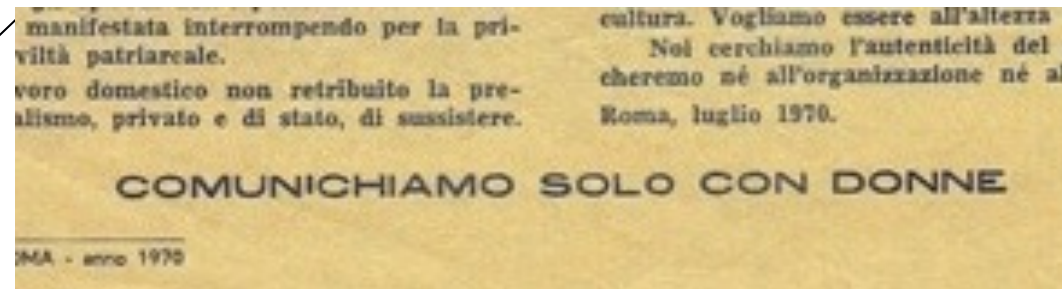 manifestata interrompendo per la pri-
viltà patriarcale.
voro domestico non retribuito la pre-
alismo, privato e di stato, di sussistere.
cultura. Vogliamo essere all'altezza
Noi cerchiamo l'autenticità del
cheremo né all'organizzazione né al
Roma, luglio 1970.
COMUNICHIAMO SOLO CON DONNE
OMA - anno 1970